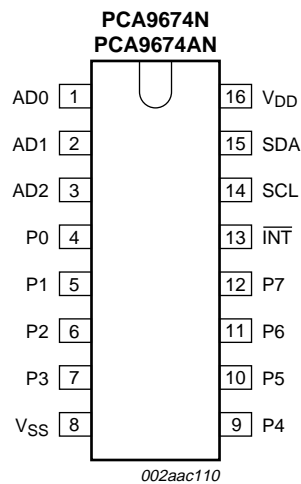 PCA9674N
PCA9674AN
AD0 1 16 VDD
AD1 2 15 SDA
AD2 3 14 SCL
P0 4 13 INT
P1 5 12 P7
P2 6 11 P6
P3 7 10 P5
VSS 8 9 P4
002aac110